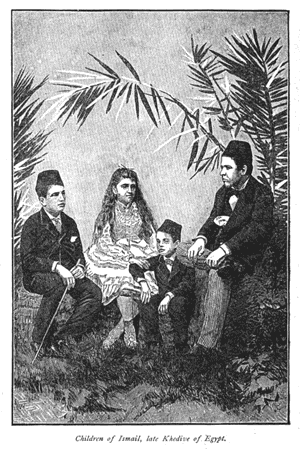 Children of Ismail, late Khedive of Egypt.